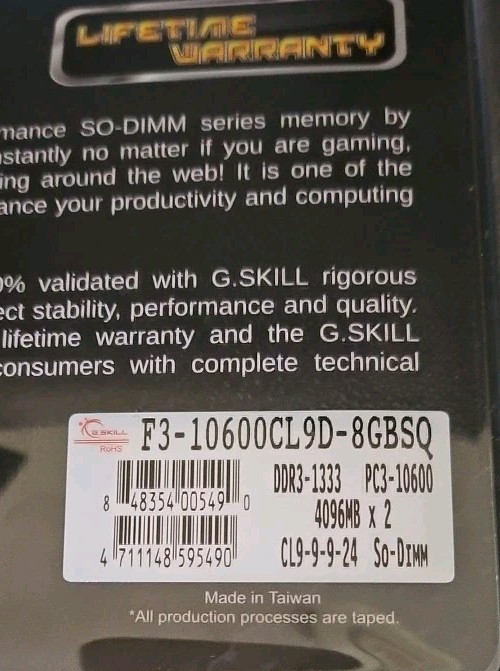 LIFETIME
WARRANTY
mance SO-DIMM series memory by
nstantly no matter if you are gaming,
ing around the web! It is one of the
ance your productivity and computing
0% validated with G.SKILL rigorous
ect stability, performance and quality.
lifetime warranty and the G.SKILL
consumers with complete technical
G.SKILL F3-10600CL9D-8GBSQ
RoHS
DDR3-1333 PC3-10600
8 48354 00549 0
4096MB x 2
4 711148 595490
CL9-9-9-24 So-DIMM
Made in Taiwan
*All production processes are taped.